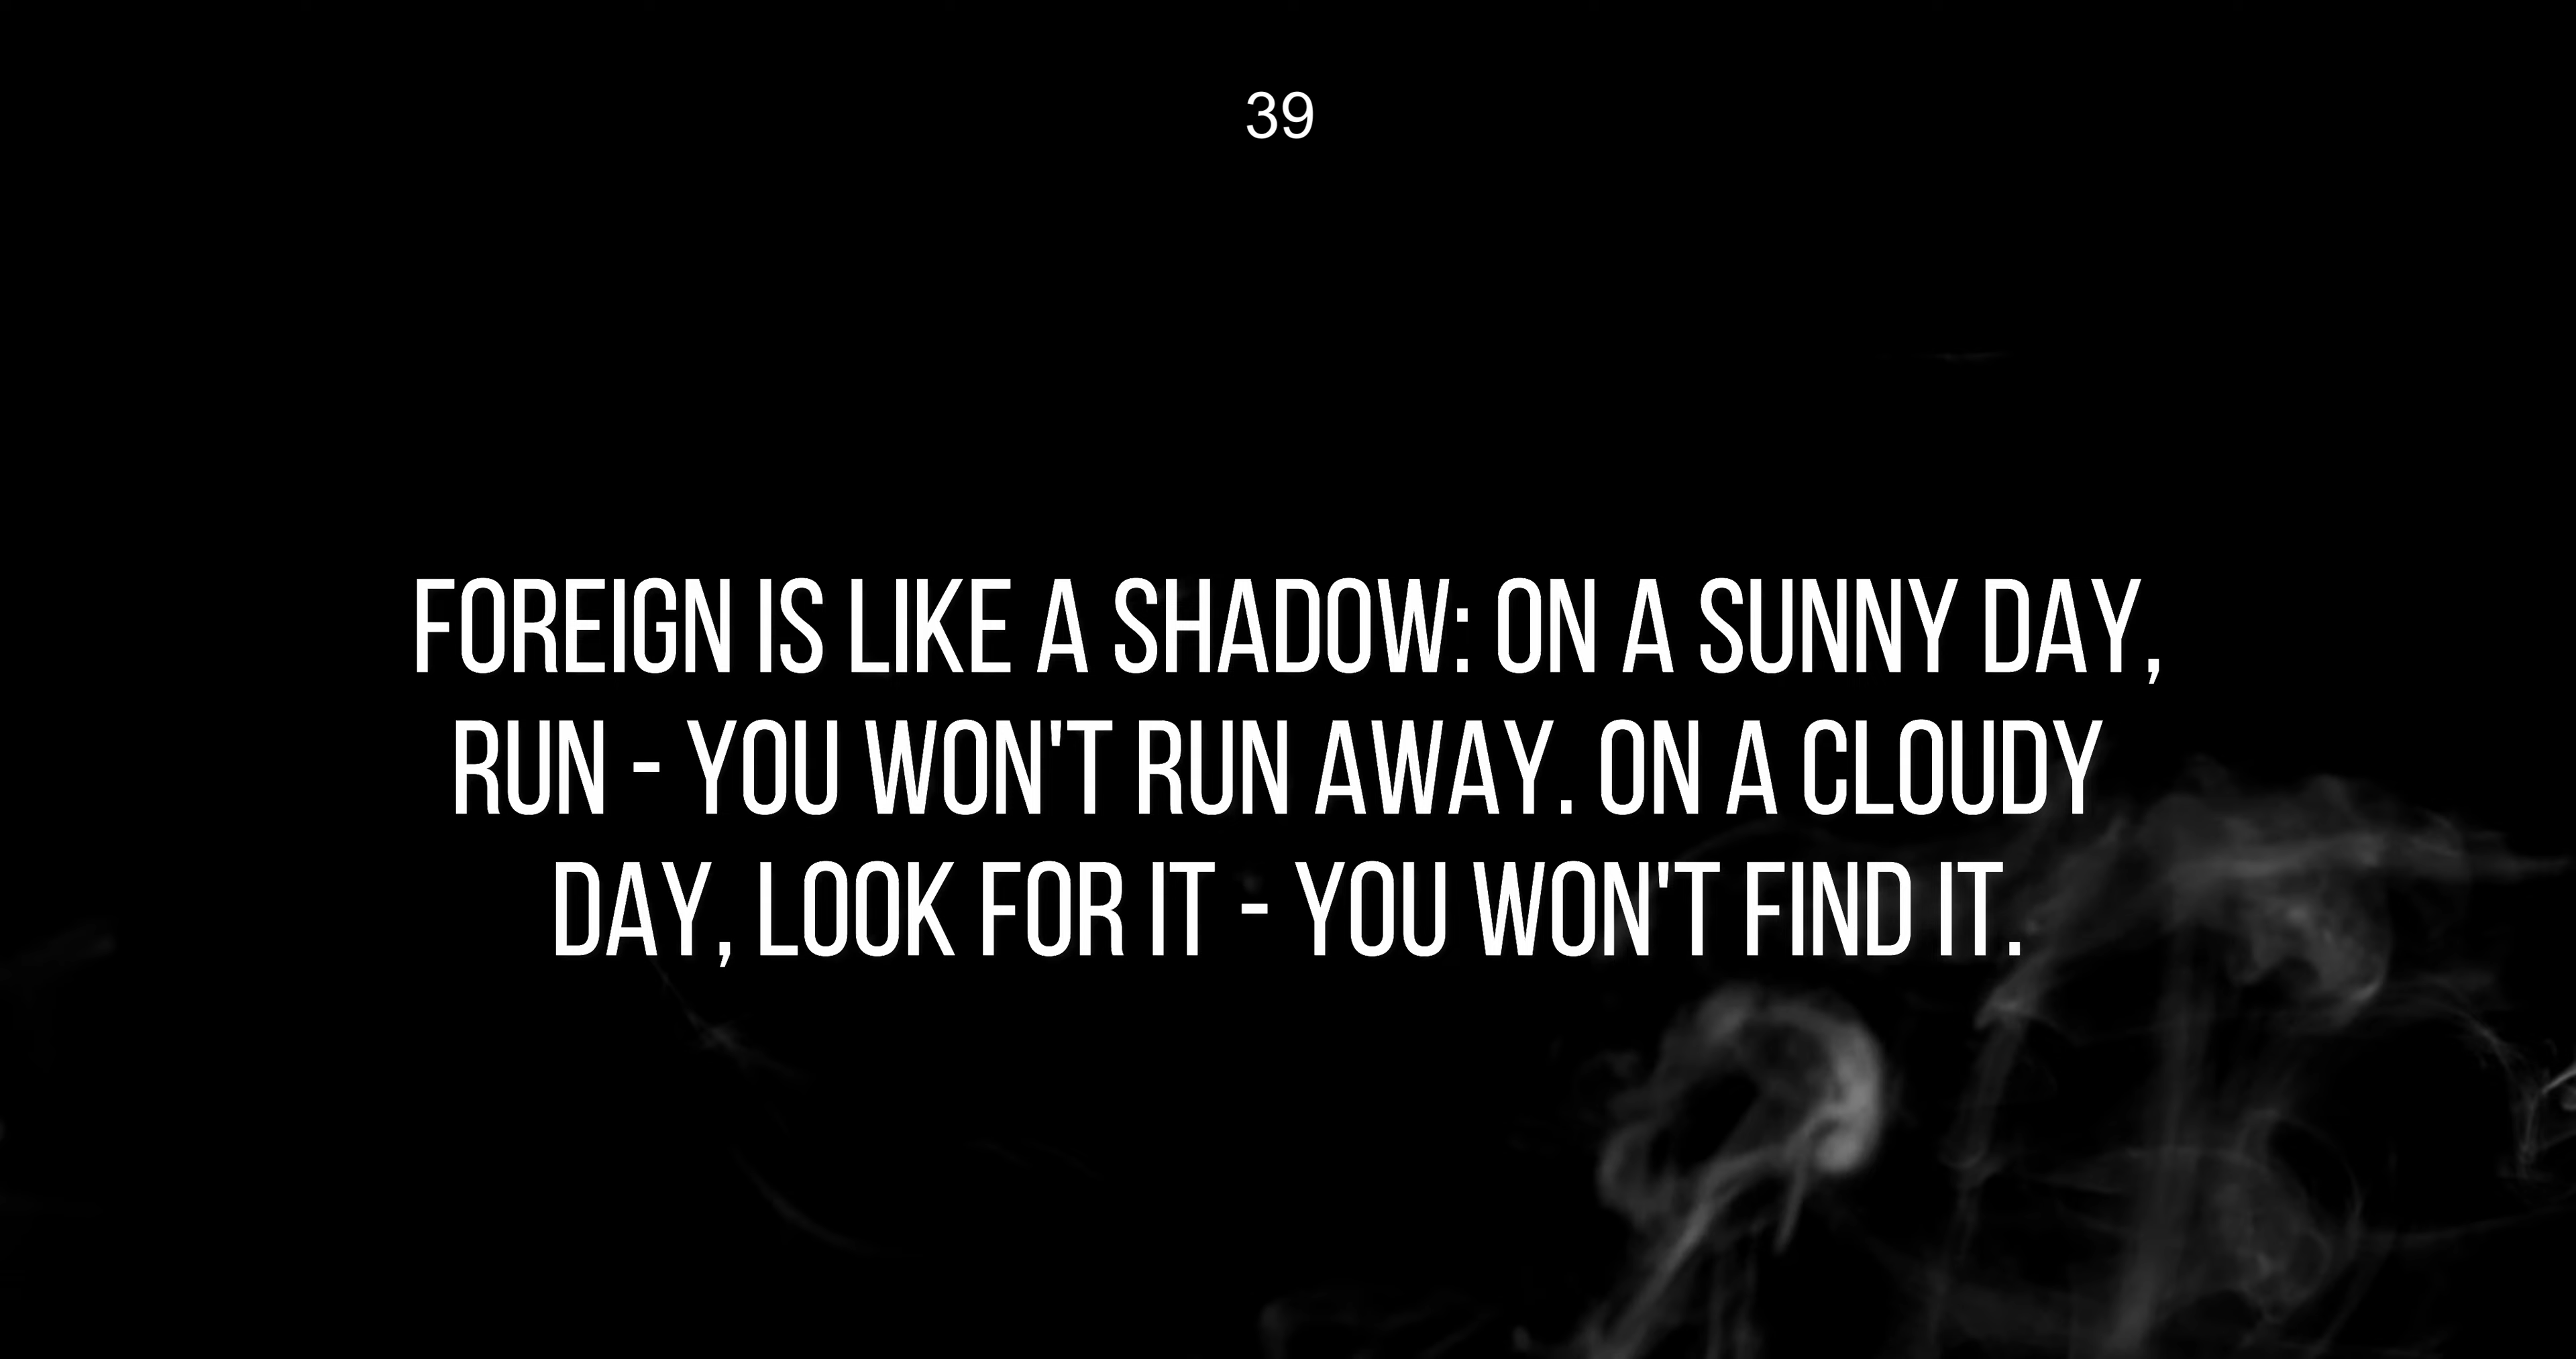 39
FOREIGN IS LIKE A SHADOW: ON A SUNNY DAY,
RUN - YOU WON'T RUN AWAY. ON A CLOUDY
DAY, LOOK FOR IT - YOU WON'T FIND IT.